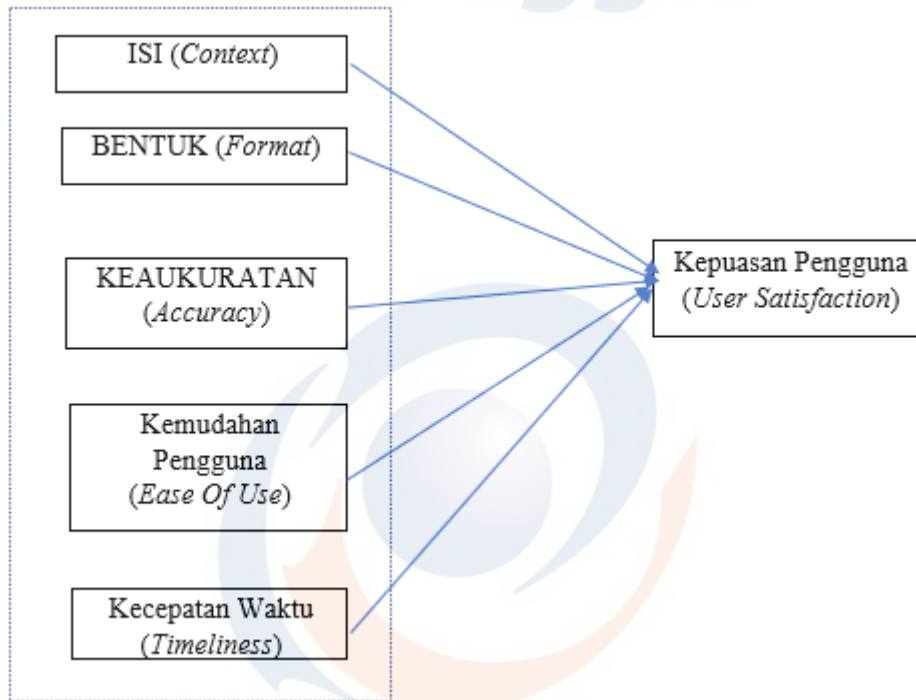 ISI (Context)
BENTUK (Format)
KEAUKURATAN
(Accuracy)
Kemudahan
Pengguna
(Ease Of Use)
Kecepatan Waktu
(Timeliness)
Kepuasan Pengguna
(User Satisfaction)